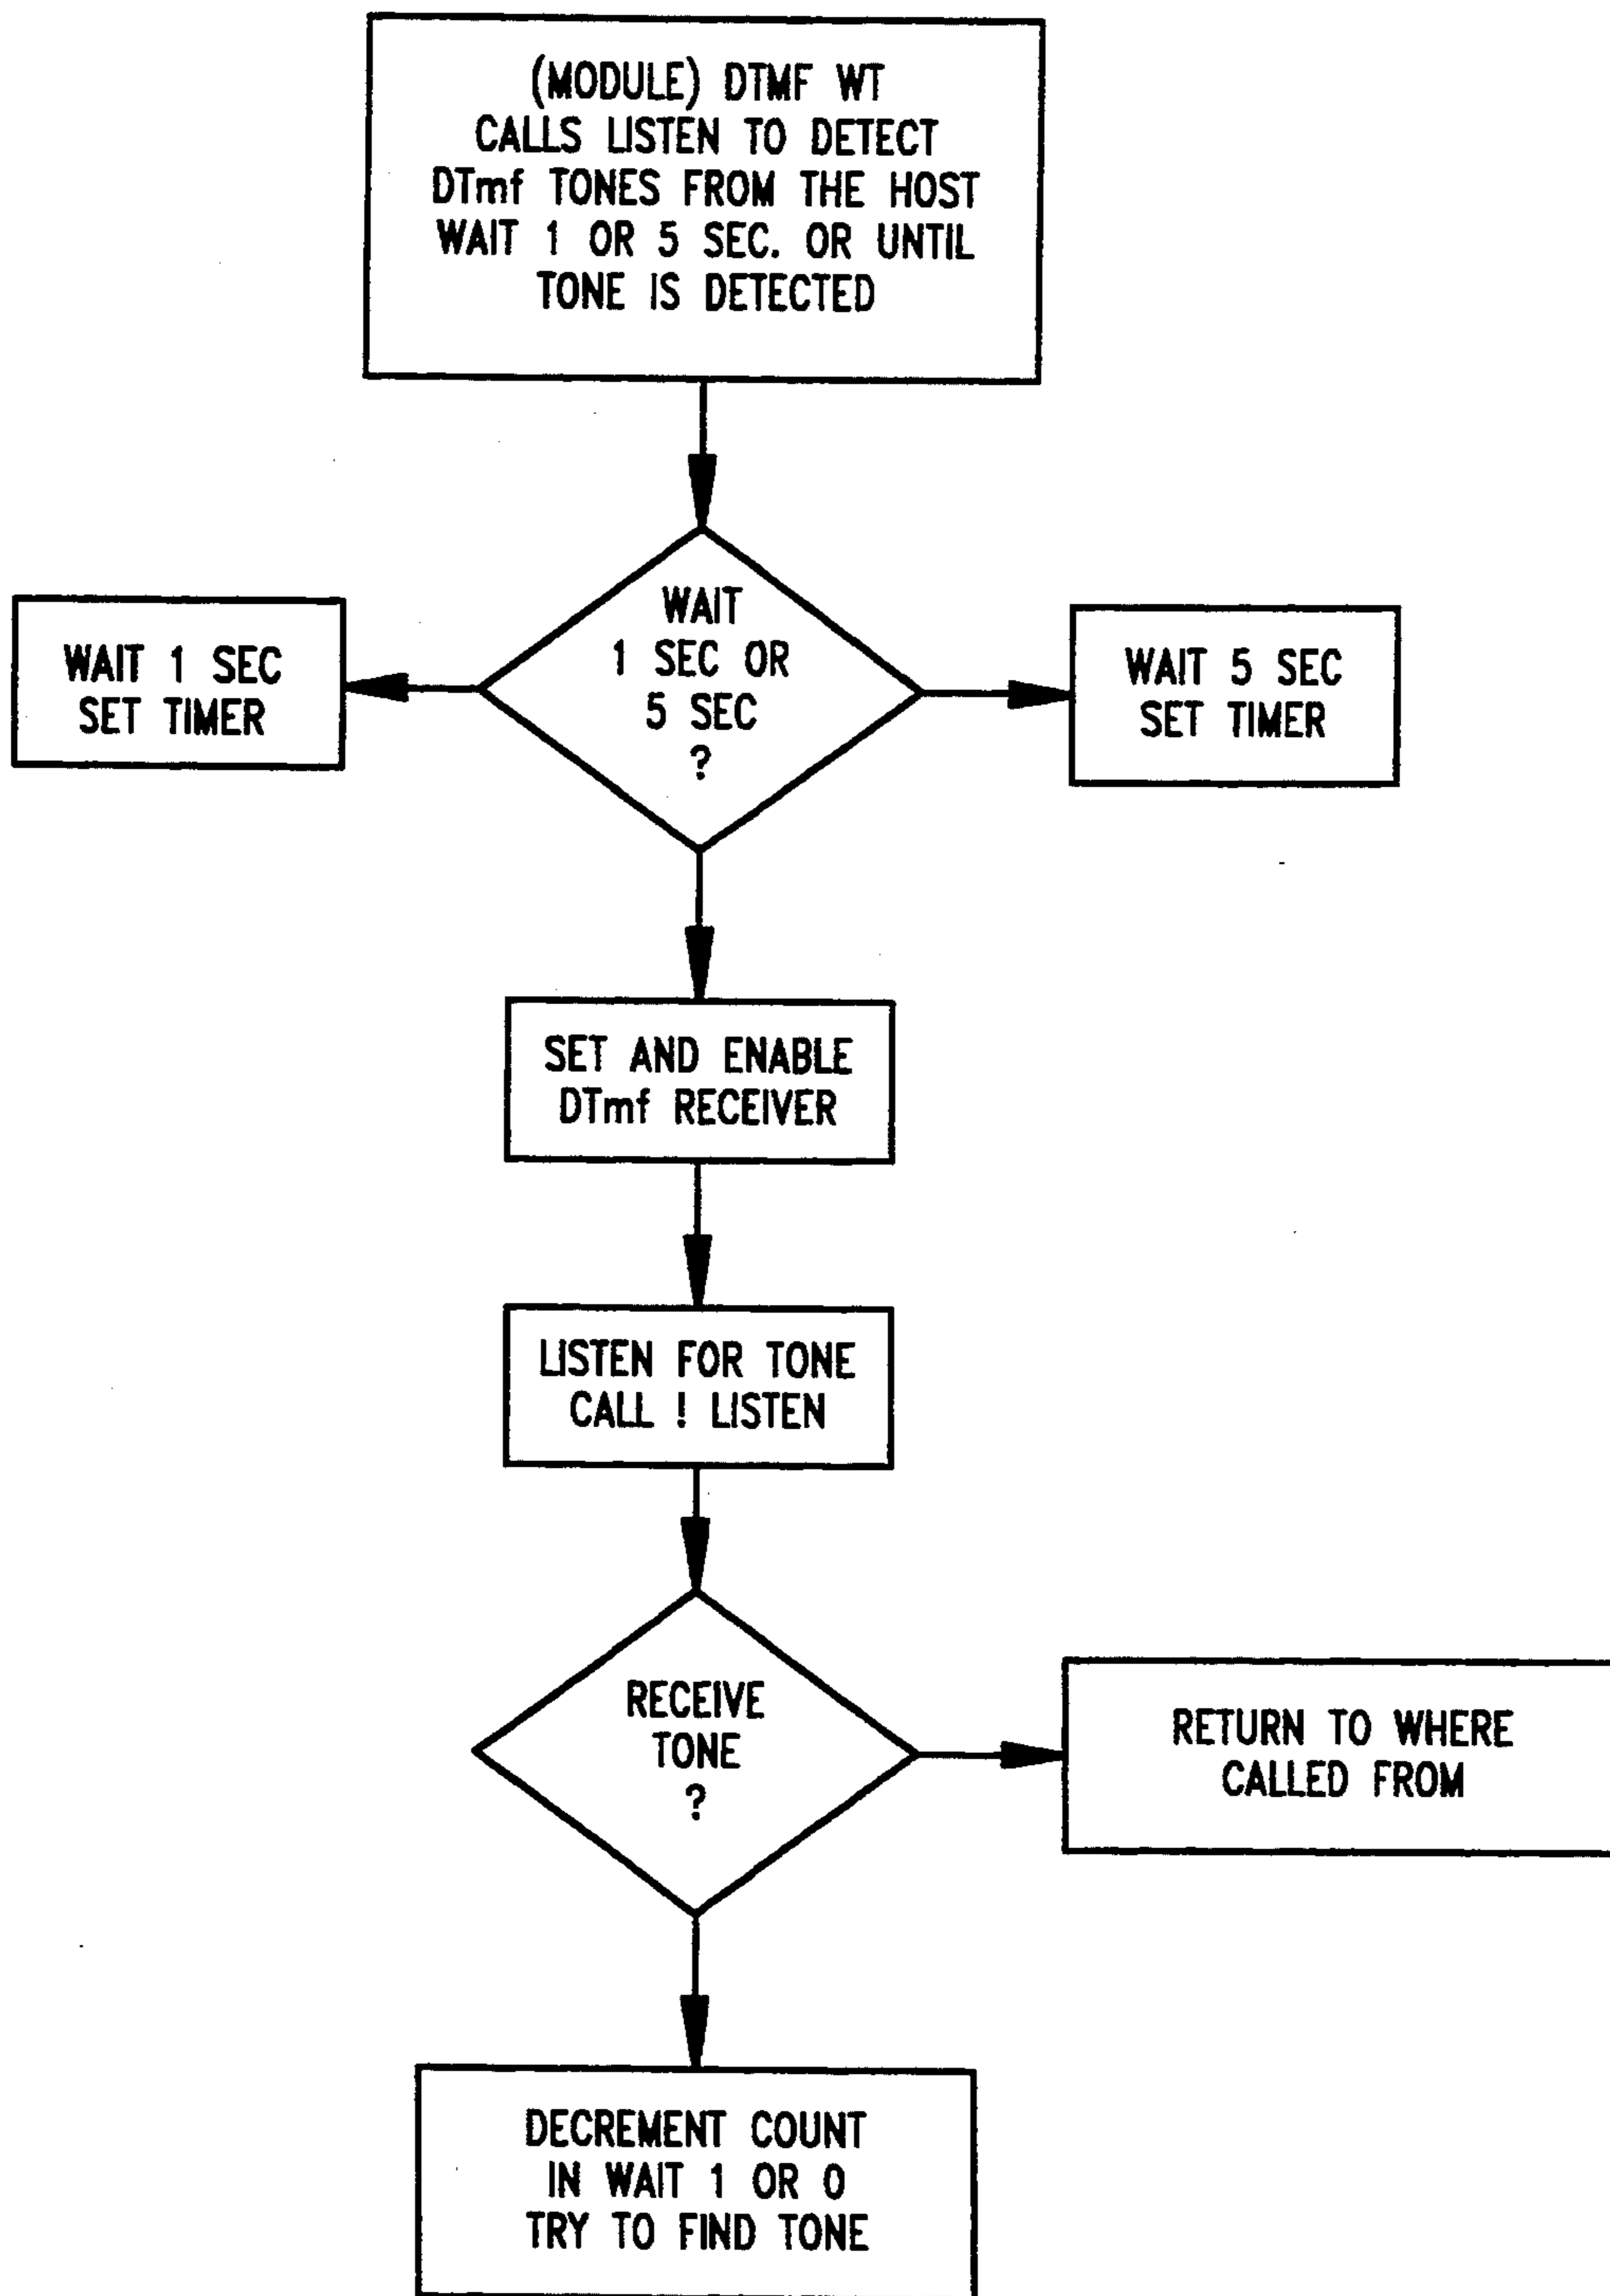 (MODULE) DTMF WT
CALLS LISTEN TO DETECT
DTmf TONES FROM THE HOST
WAIT 1 OR 5 SEC. OR UNTIL
TONE IS DETECTED
WAIT
1 SEC OR
5 SEC
?
WAIT 1 SEC
SET TIMER
WAIT 5 SEC
SET TIMER
SET AND ENABLE
DTmf RECEIVER
LISTEN FOR TONE
CALL ! LISTEN
RECEIVE
TONE
?
RETURN TO WHERE
CALLED FROM
DECREMENT COUNT
IN WAIT 1 OR 0
TRY TO FIND TONE